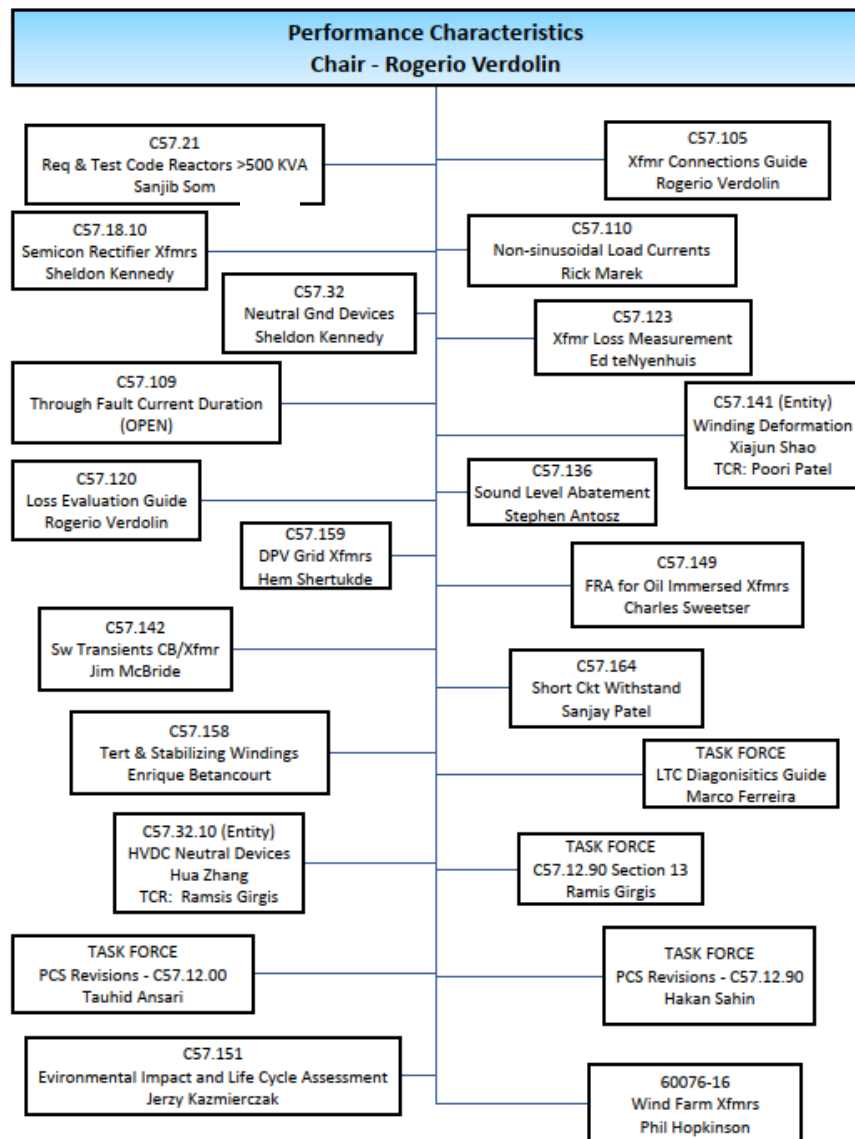 Performance Characteristics
Chair - Rogerio Verdolin
C57.21
Req & Test Code Reactors >500 KVA
Sanjib Som
C57.105
Xfmr Connections Guide
Rogerio Verdolin
C57.18.10
Semicon Rectifier Xfmrs
Sheldon Kennedy
C57.110
Non-sinusoidal Load Currents
Rick Marek
C57.32
Neutral Gnd Devices
Sheldon Kennedy
C57.123
Xfmr Loss Measurement
Ed teNyenhuis
C57.109
Through Fault Current Duration
(OPEN)
C57.141 (Entity)
Winding Deformation
Xiajun Shao
TCR: Poori Patel
C57.120
Loss Evaluation Guide
Rogerio Verdolin
C57.136
Sound Level Abatement
Stephen Antosz
C57.159
DPV Grid Xfmrs
Hem Shertukde
C57.149
FRA for Oil Immersed Xfmrs
Charles Sweetser
C57.142
Sw Transients CB/Xfmr
Jim McBride
C57.164
Short Ckt Withstand
Sanjay Patel
C57.158
Tert & Stabilizing Windings
Enrique Betancourt
TASK FORCE
LTC Diagonisitics Guide
Marco Ferreira
C57.32.10 (Entity)
HVDC Neutral Devices
Hua Zhang
TCR: Ramsis Girgis
TASK FORCE
C57.12.90 Section 13
Ramis Girgis
TASK FORCE
PCS Revisions - C57.12.00
Tauhid Ansari
TASK FORCE
PCS Revisions - C57.12.90
Hakan Sahin
C57.151
Evironmental Impact and Life Cycle Assessment
Jerzy Kazmierczak
60076-16
Wind Farm Xfmrs
Phil Hopkinson